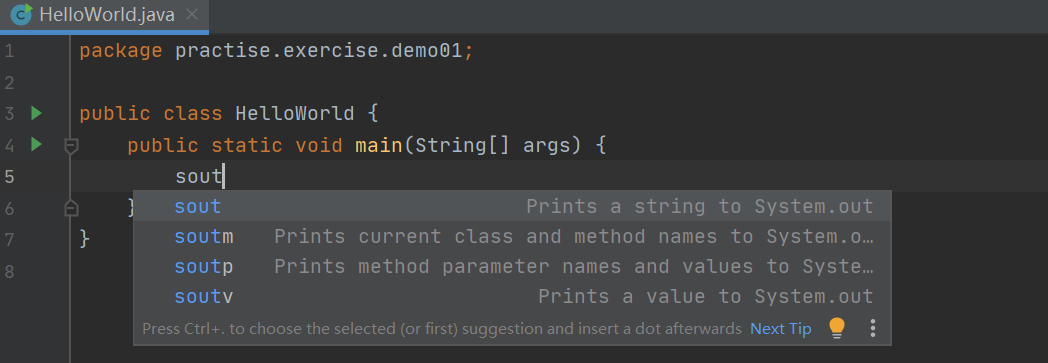 HelloWorld.java
1 package practise.exercise.demo01;
2
3 public class HelloWorld {
4 public static void main(String[] args) {
5 sout
6 }
sout Prints a string to System.out
soutm Prints current class and method names to System.o…
7 }
soutp Prints method parameter names and values to Syste…
8
soutv Prints a value to System.out
Press Ctrl+. to choose the selected (or first) suggestion and insert a dot afterwards Next Tip